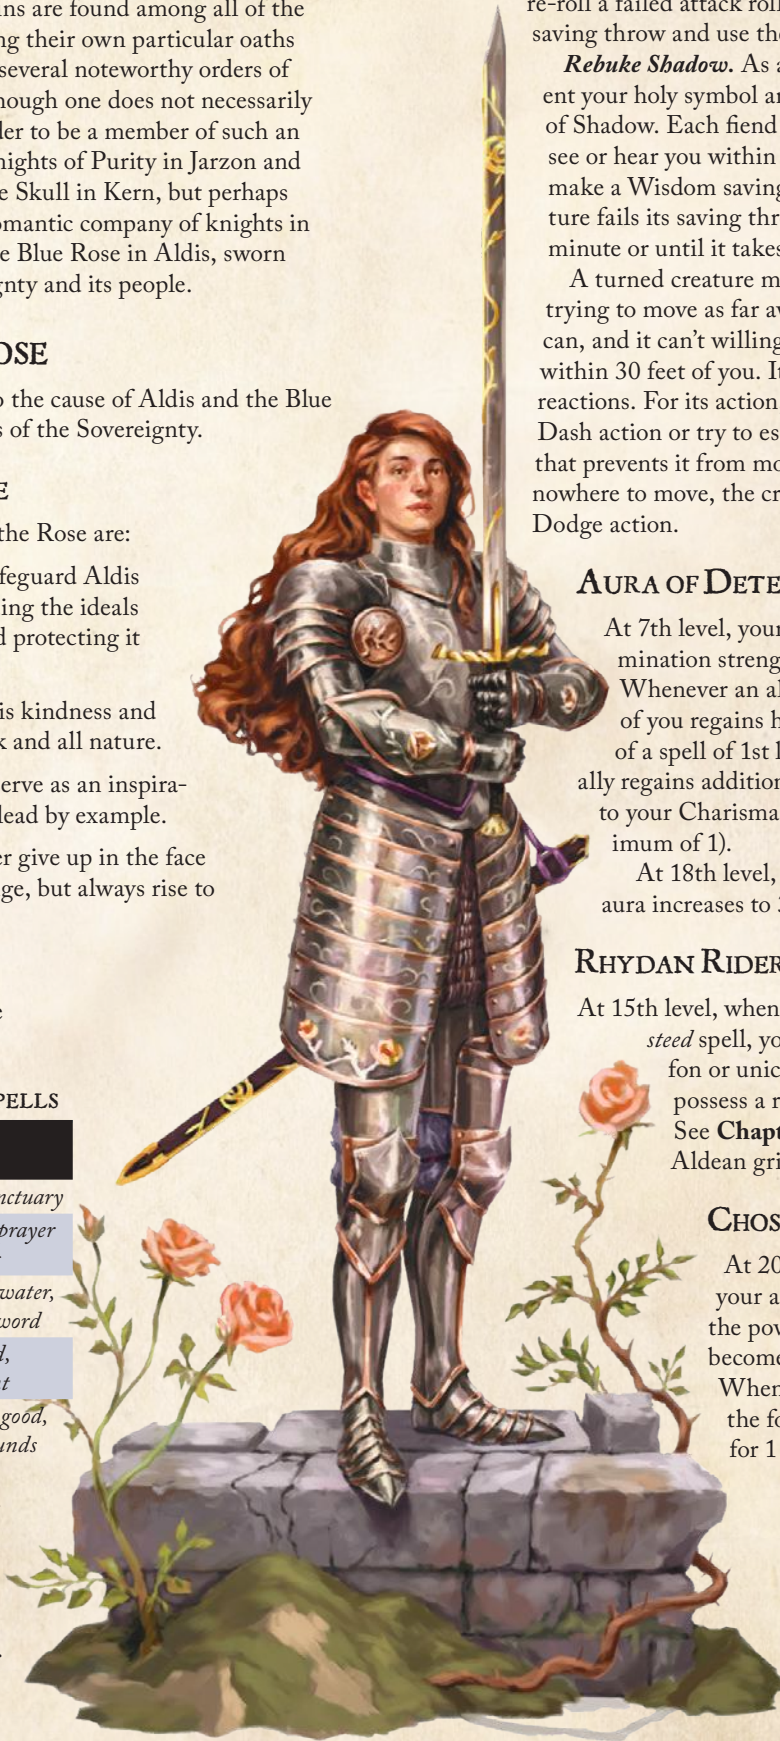 ns are found among all of the
ng their own particular oaths
several noteworthy orders of
hough one does not necessarily
der to be a member of such an
nights of Purity in Jarzon and
e Skull in Kern, but perhaps
omantic company of knights in
e Blue Rose in Aldis, sworn
gnty and its people.
OSE
o the cause of Aldis and the Blue
s of the Sovereignty.
E
the Rose are:
feguard Aldis
ing the ideals
d protecting it
is kindness and
k and all nature.
erve as an inspira-
lead by example.
er give up in the face
ge, but always rise to
e
PELLS
nctuary
prayer
water,
word
d,
nt
good,
unds
re-roll a failed attack roll
saving throw and use the
Rebuke Shadow. As a
ent your holy symbol an
of Shadow. Each fiend
see or hear you within
make a Wisdom saving
ture fails its saving thr
minute or until it takes
A turned creature m
trying to move as far av
can, and it can't willing
within 30 feet of you. It
reactions. For its action
Dash action or try to es
that prevents it from mo
nowhere to move, the cr
Dodge action.
Aura of Dete
At 7th level, your
mination streng
Whenever an al
of you regains h
of a spell of 1st l
ally regains addition
to your Charisma
imum of 1).
At 18th level,
aura increases to 3
Rhydan Rider
At 15th level, when
steed spell, yo
fon or unic
possess a r
See Chapt
Aldean gri
Chos
At 20
your a
the pow
become
When
the fo
for 1